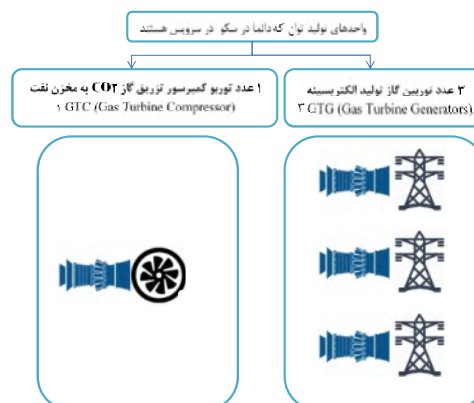 واحدهای تولید توان که دائما در سکو در سرویس هستند
۱ عدد توربو کمپرسور تزریق گاز CO۲ به مخزن نفت
۱ GTC (Gas Turbine Compressor)
۳ عدد توربین گاز تولید الکتریسیته
۳ GTG (Gas Turbine Generators)